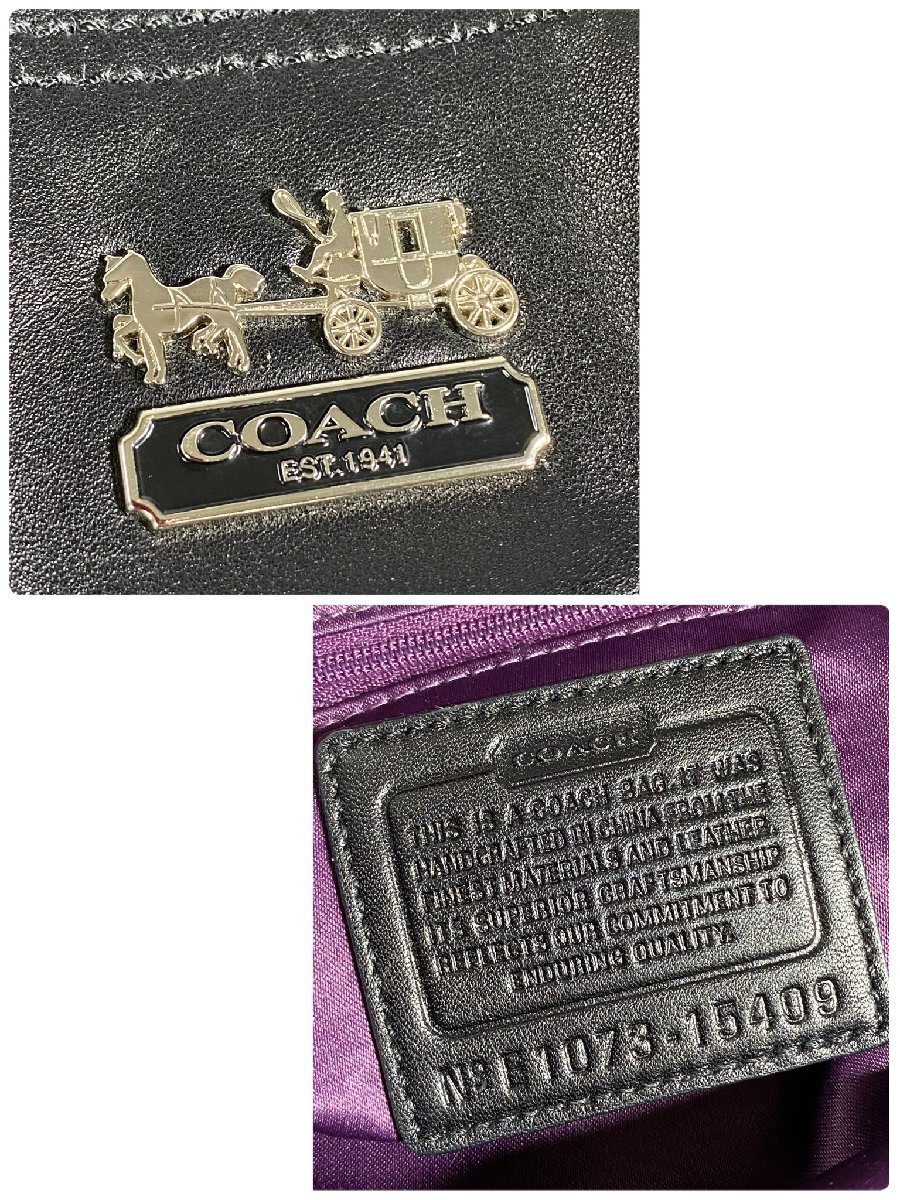 COACH
EST. 1941
COACH
THIS IS A COACH BAG. IT WAS
HANDCRAFTED IN CHINA FROM THE
FINEST MATERIALS AND LEATHER.
ITS SUPERIOR CRAFTSMANSHIP
REFLECTS OUR COMMITMENT TO
ENDURING QUALITY.
Nº E1073-15409